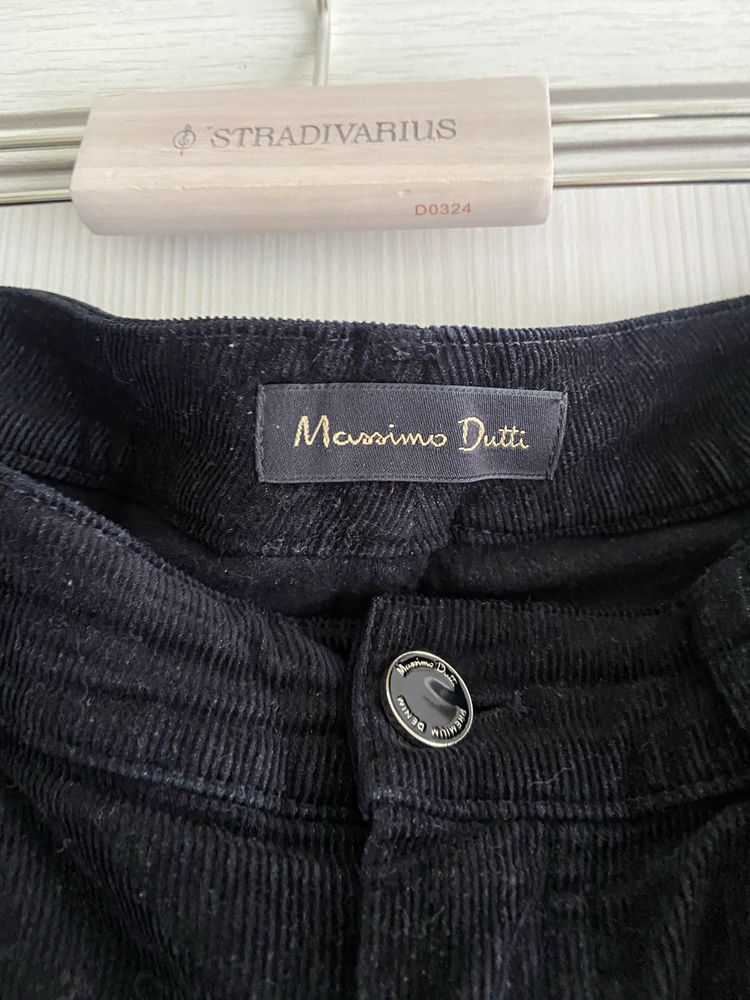 STRADIVARIUS
D0324
Massimo Dutti
Massimo Dutti
PREMIUM DENIM